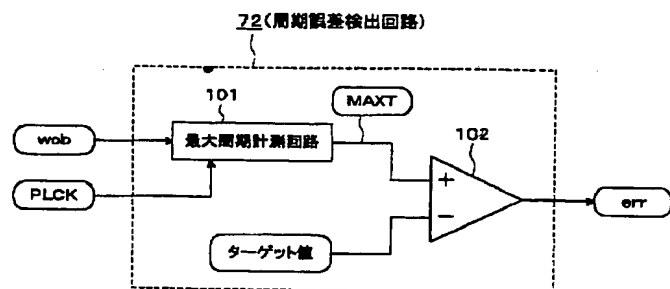 72(周期誤差検出回路)
101
MAXT
wob
最大周期計測回路
102
PLCK
+
−
err
ターゲット値